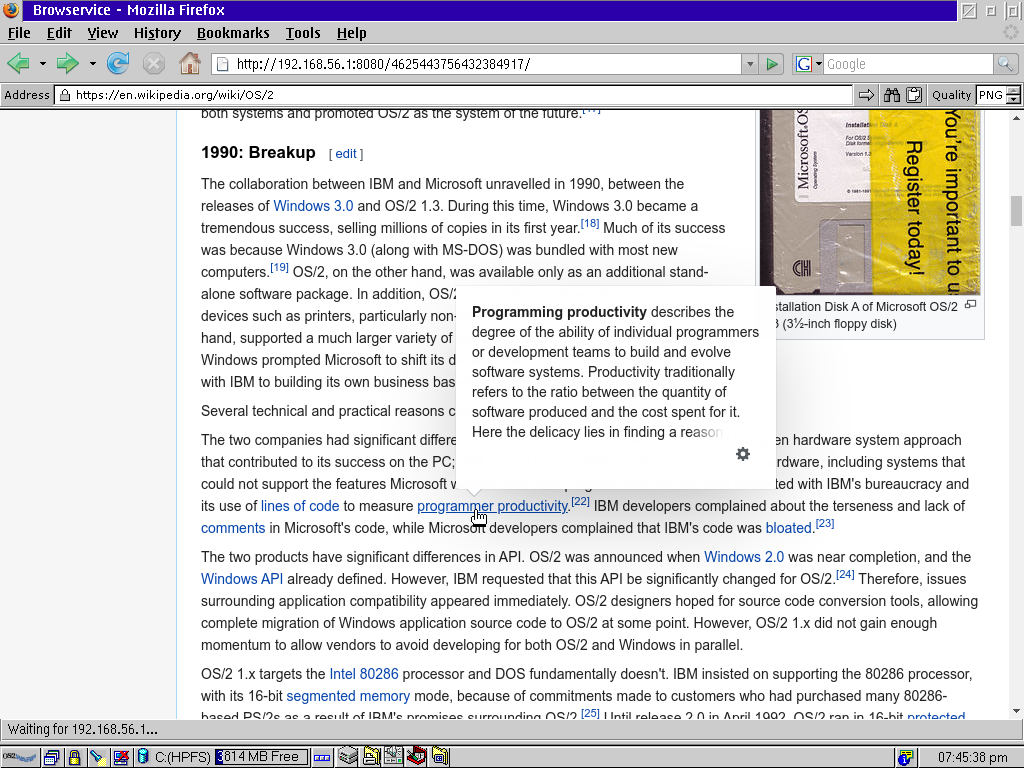 Browservice - Mozilla Firefox
File Edit View History Bookmarks Tools Help
http://192.168.56.1:8080/4625443756432384917/
G Google
Address https://en.wikipedia.org/wiki/OS/2 Quality PNG
both systems and promoted OS/2 as the system of the future.
1990: Breakup [ edit ]
The collaboration between IBM and Microsoft unravelled in 1990, between the
releases of Windows 3.0 and OS/2 1.3. During this time, Windows 3.0 became a
tremendous success, selling millions of copies in its first year.[18] Much of its success
was because Windows 3.0 (along with MS-DOS) was bundled with most new
computers.[19] OS/2, on the other hand, was available only as an additional stand-
alone software package. In addition, OS/2
devices such as printers, particularly non-
hand, supported a much larger variety of
Windows prompted Microsoft to shift its d
with IBM to building its own business bas
Several technical and practical reasons c
The two companies had significant differe
en hardware system approach
that contributed to its success on the PC;
rdware, including systems that
could not support the features Microsoft w
ted with IBM's bureaucracy and
its use of lines of code to measure programmer productivity.[22] IBM developers complained about the terseness and lack of
comments in Microsoft's code, while Microsoft developers complained that IBM's code was bloated.[23]
The two products have significant differences in API. OS/2 was announced when Windows 2.0 was near completion, and the
Windows API already defined. However, IBM requested that this API be significantly changed for OS/2.[24] Therefore, issues
surrounding application compatibility appeared immediately. OS/2 designers hoped for source code conversion tools, allowing
complete migration of Windows application source code to OS/2 at some point. However, OS/2 1.x did not gain enough
momentum to allow vendors to avoid developing for both OS/2 and Windows in parallel.
OS/2 1.x targets the Intel 80286 processor and DOS fundamentally doesn't. IBM insisted on supporting the 80286 processor,
with its 16-bit segmented memory mode, because of commitments made to customers who had purchased many 80286-
based PS/2s as a result of IBM's promises surrounding OS/2.[25] Until release 2.0 in April 1992, OS/2 ran in 16-bit protected
Programming productivity describes the
degree of the ability of individual programmers
or development teams to build and evolve
software systems. Productivity traditionally
refers to the ratio between the quantity of
software produced and the cost spent for it.
Here the delicacy lies in finding a reason
Microsoft OS
Operating System
Installation Disk A
For OS/2
Version 1.
You're important to u
Register today!
stallation Disk A of Microsoft OS/2
3 (3½-inch floppy disk)
Waiting for 192.168.56.1...
C:(HPFS) 3814 MB Free
07:45:38 pm